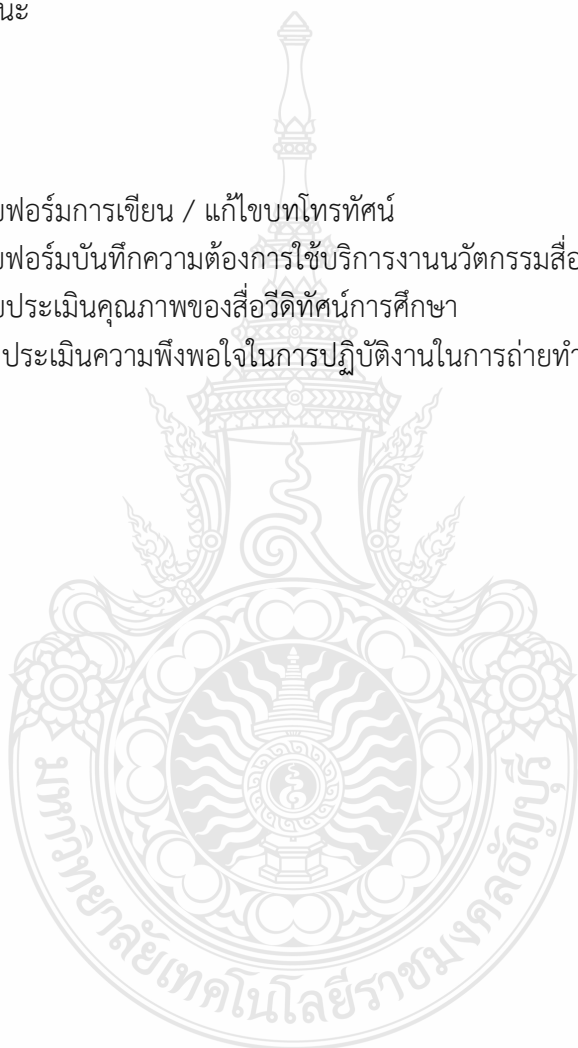 นะ
ยฟอร์มการเขียน / แก้ไขบทโทรทัศน์
ยฟอร์มบันทึกความต้องการใช้บริการงานนวัตกรรมสื่อ
บประเมินคุณภาพของสื่อวีดิทัศน์การศึกษา
ประเมินความพึงพอใจในการปฏิบัติงานในการถ่ายทำ
มหาวิทยาลัยเทคโนโลยีราชมงคลธัญบุรี